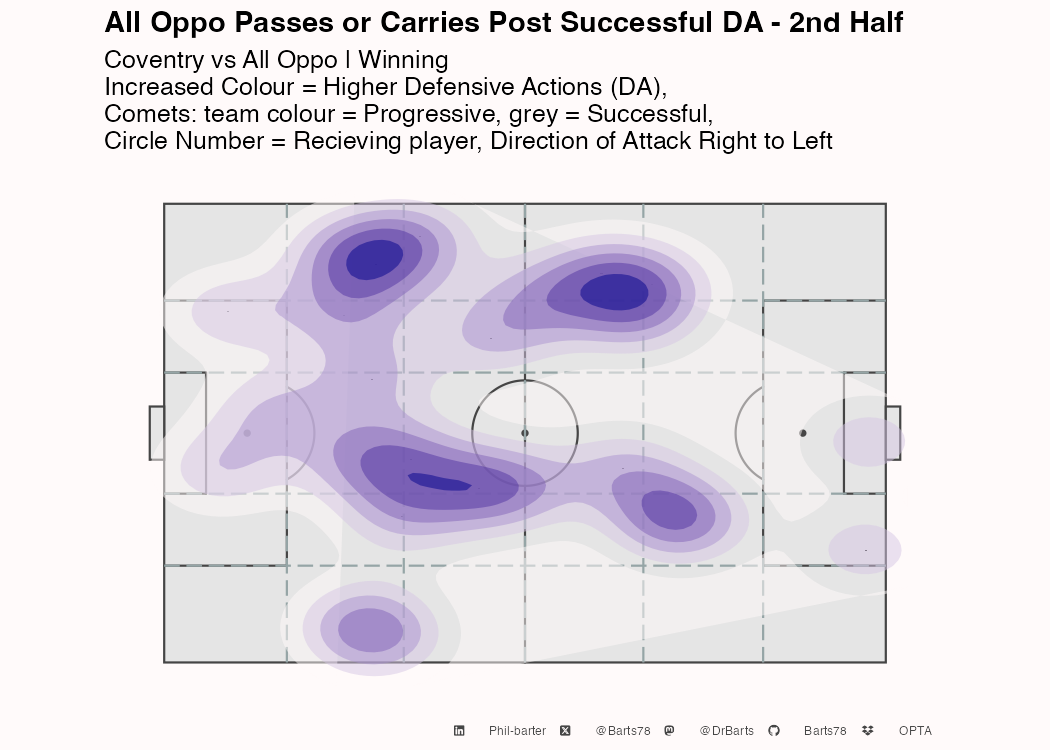 All Oppo Passes or Carries Post Successful DA - 2nd Half
Coventry vs All Oppo | Winning
Increased Colour = Higher Defensive Actions (DA),
Comets: team colour = Progressive, grey = Successful,
Circle Number = Recieving player, Direction of Attack Right to Left
Phil-barter @Barts78 @DrBarts Barts78 OPTA